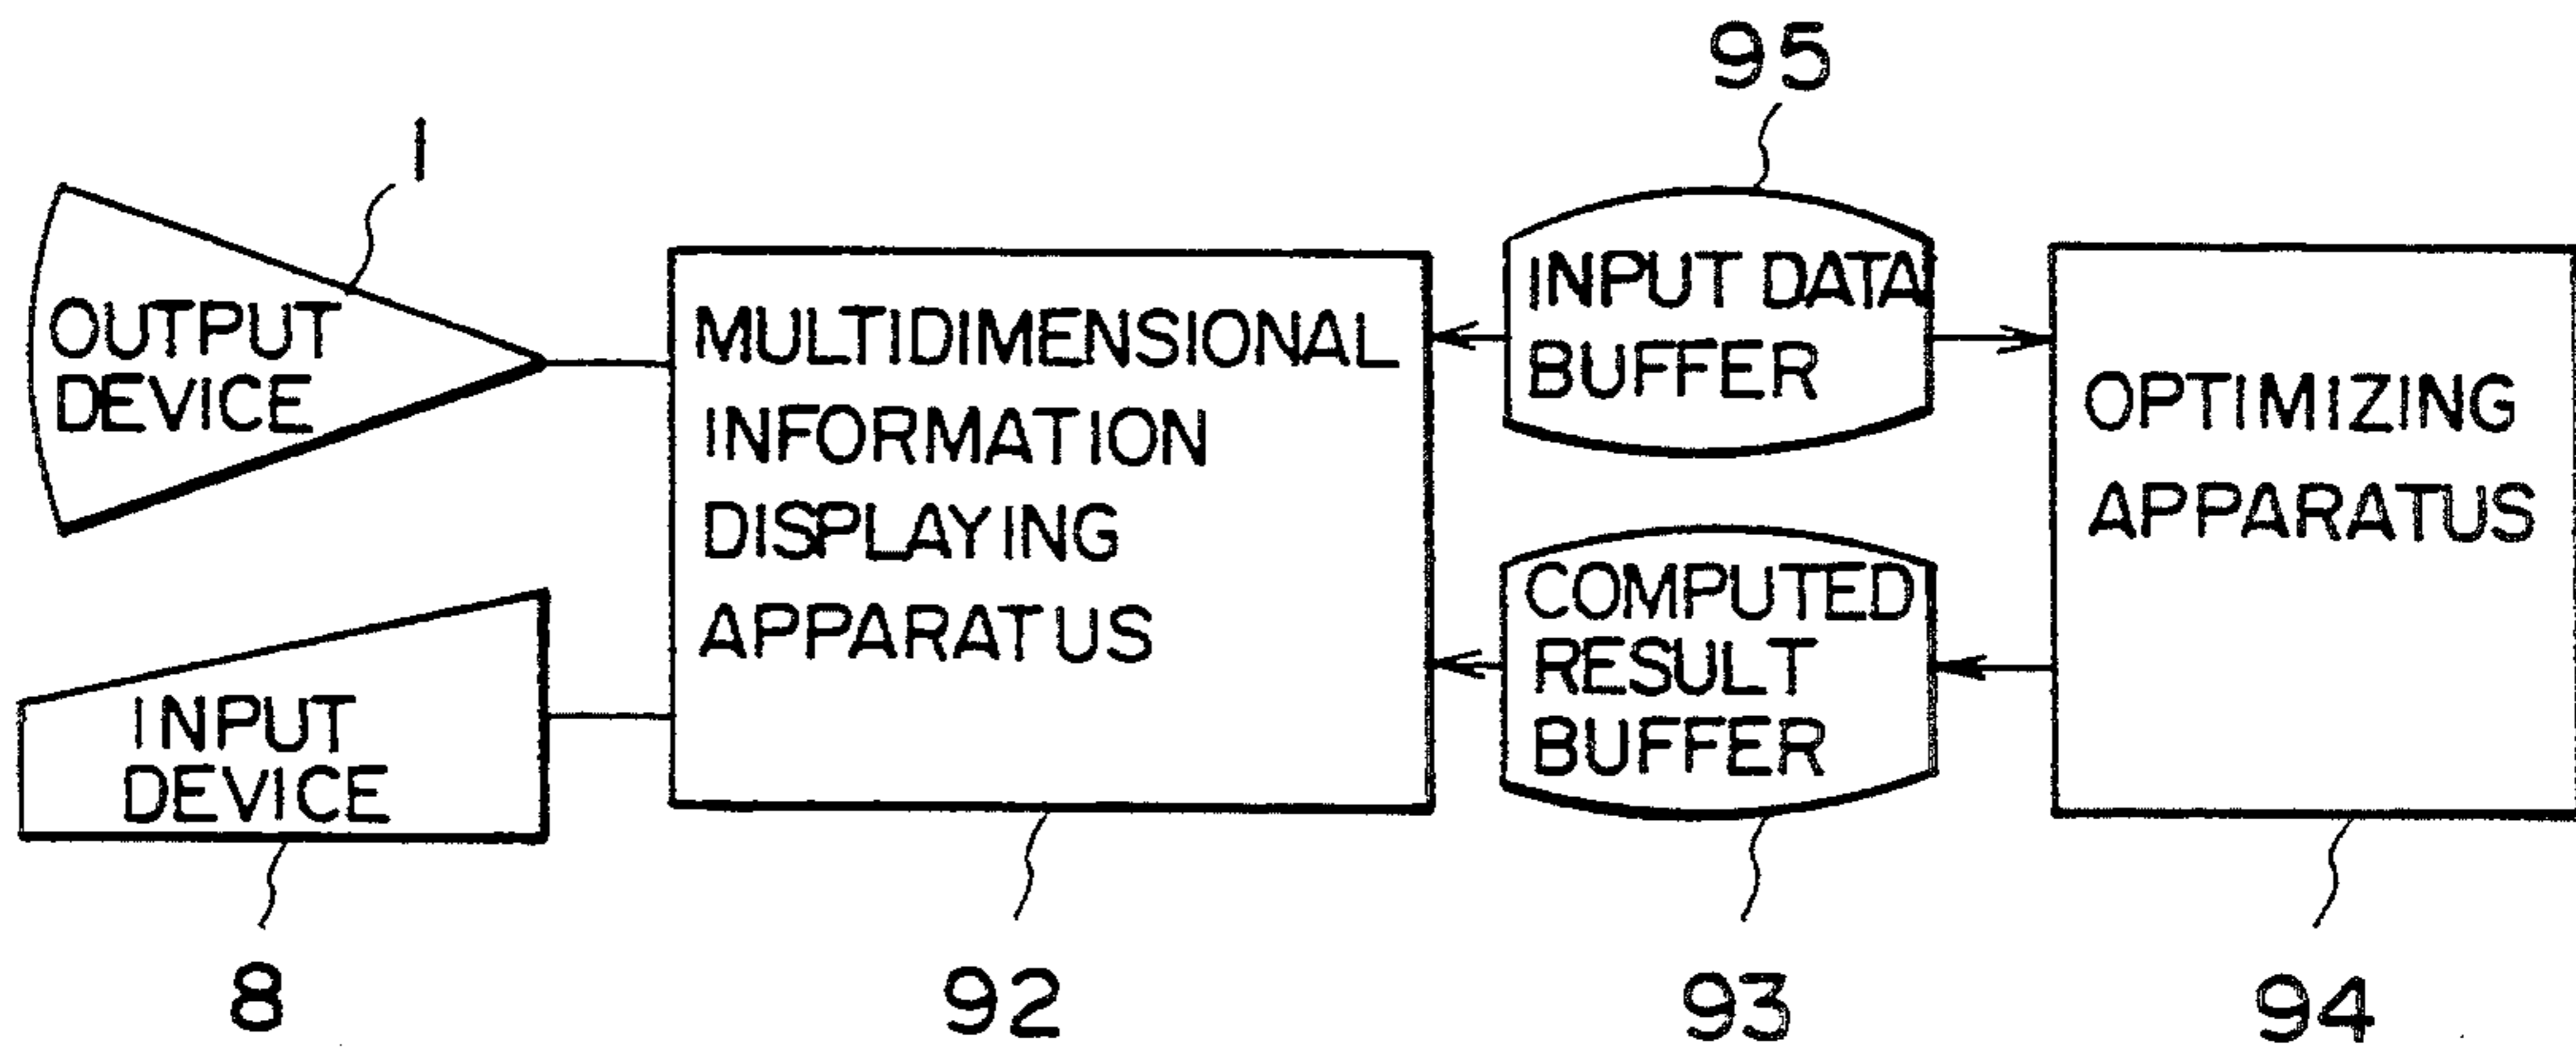 1
OUTPUT
DEVICE
INPUT
DEVICE
8
MULTIDIMENSIONAL
INFORMATION
DISPLAYING
APPARATUS
92
95
INPUT DATA
BUFFER
COMPUTED
RESULT
BUFFER
93
OPTIMIZING
APPARATUS
94